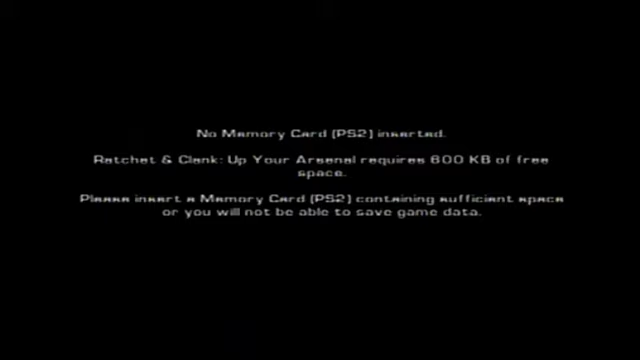 No Memory Card (PS2) inserted.
Ratchet & Clank: Up Your Arsenal requires 800 KB of free
space.
Please insert a Memory Card (PS2) containing sufficient space
or you will not be able to save game data.